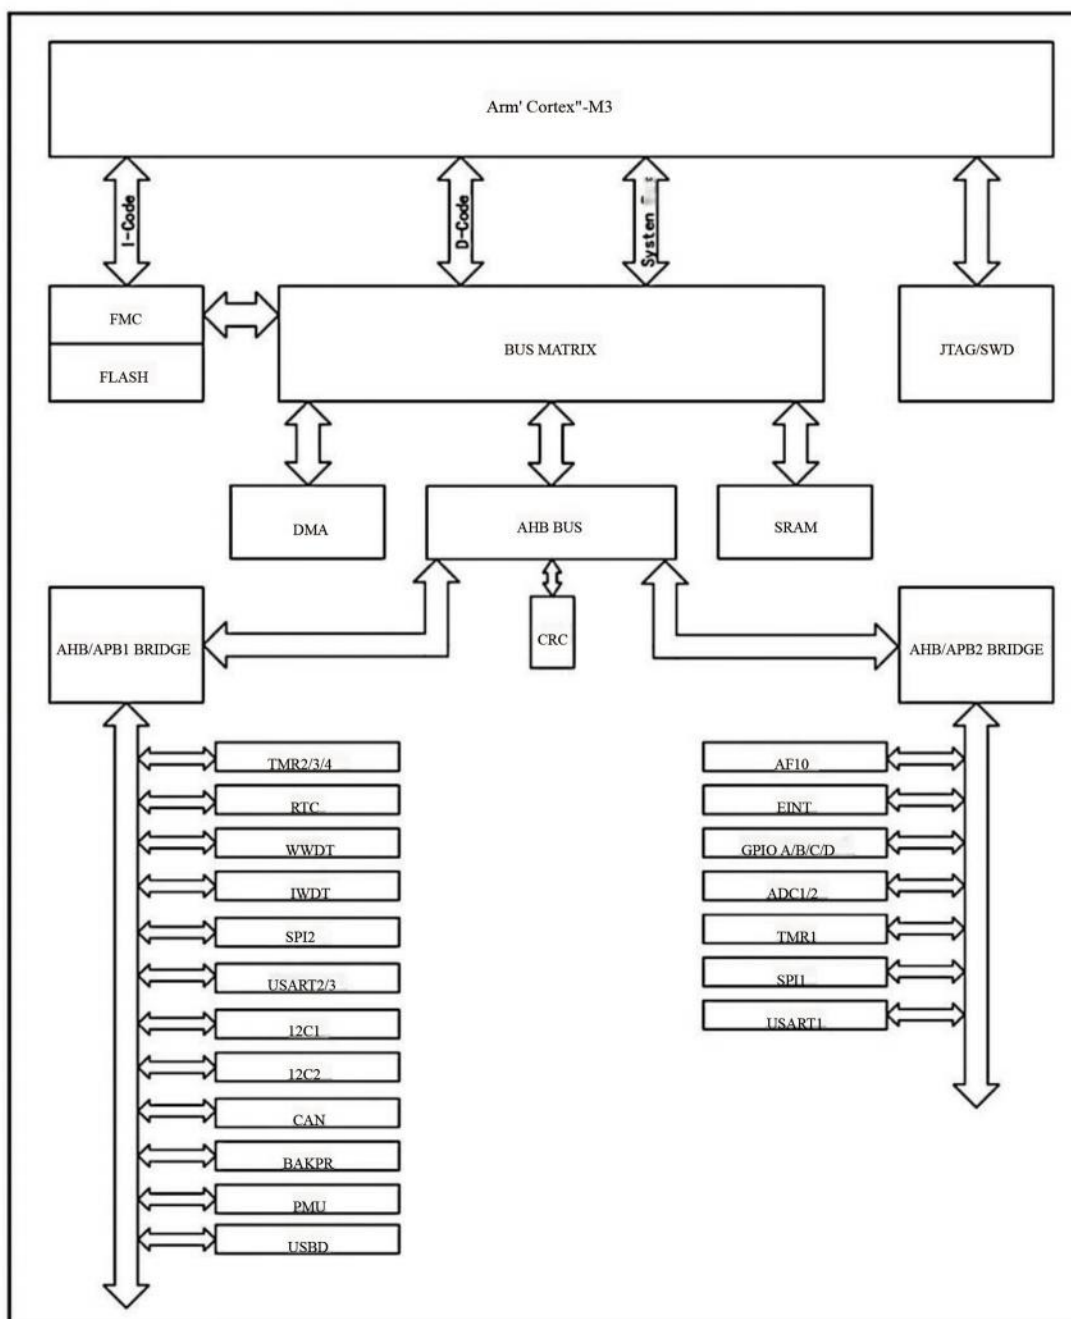 Arm' Cortex"-M3
I-Code
D-Code
Systen
FMC
FLASH
BUS MATRIX
JTAG/SWD
DMA
AHB BUS
SRAM
CRC
AHB/APB1 BRIDGE
AHB/APB2 BRIDGE
TMR2/3/4
RTC
WWDT
IWDT
SPI2
USART2/3
12C1
12C2
CAN
BAKPR
PMU
USBD
AF10
EINT
GPIO A/B/C/D
ADC1/2
TMR1
SPI1
USART1